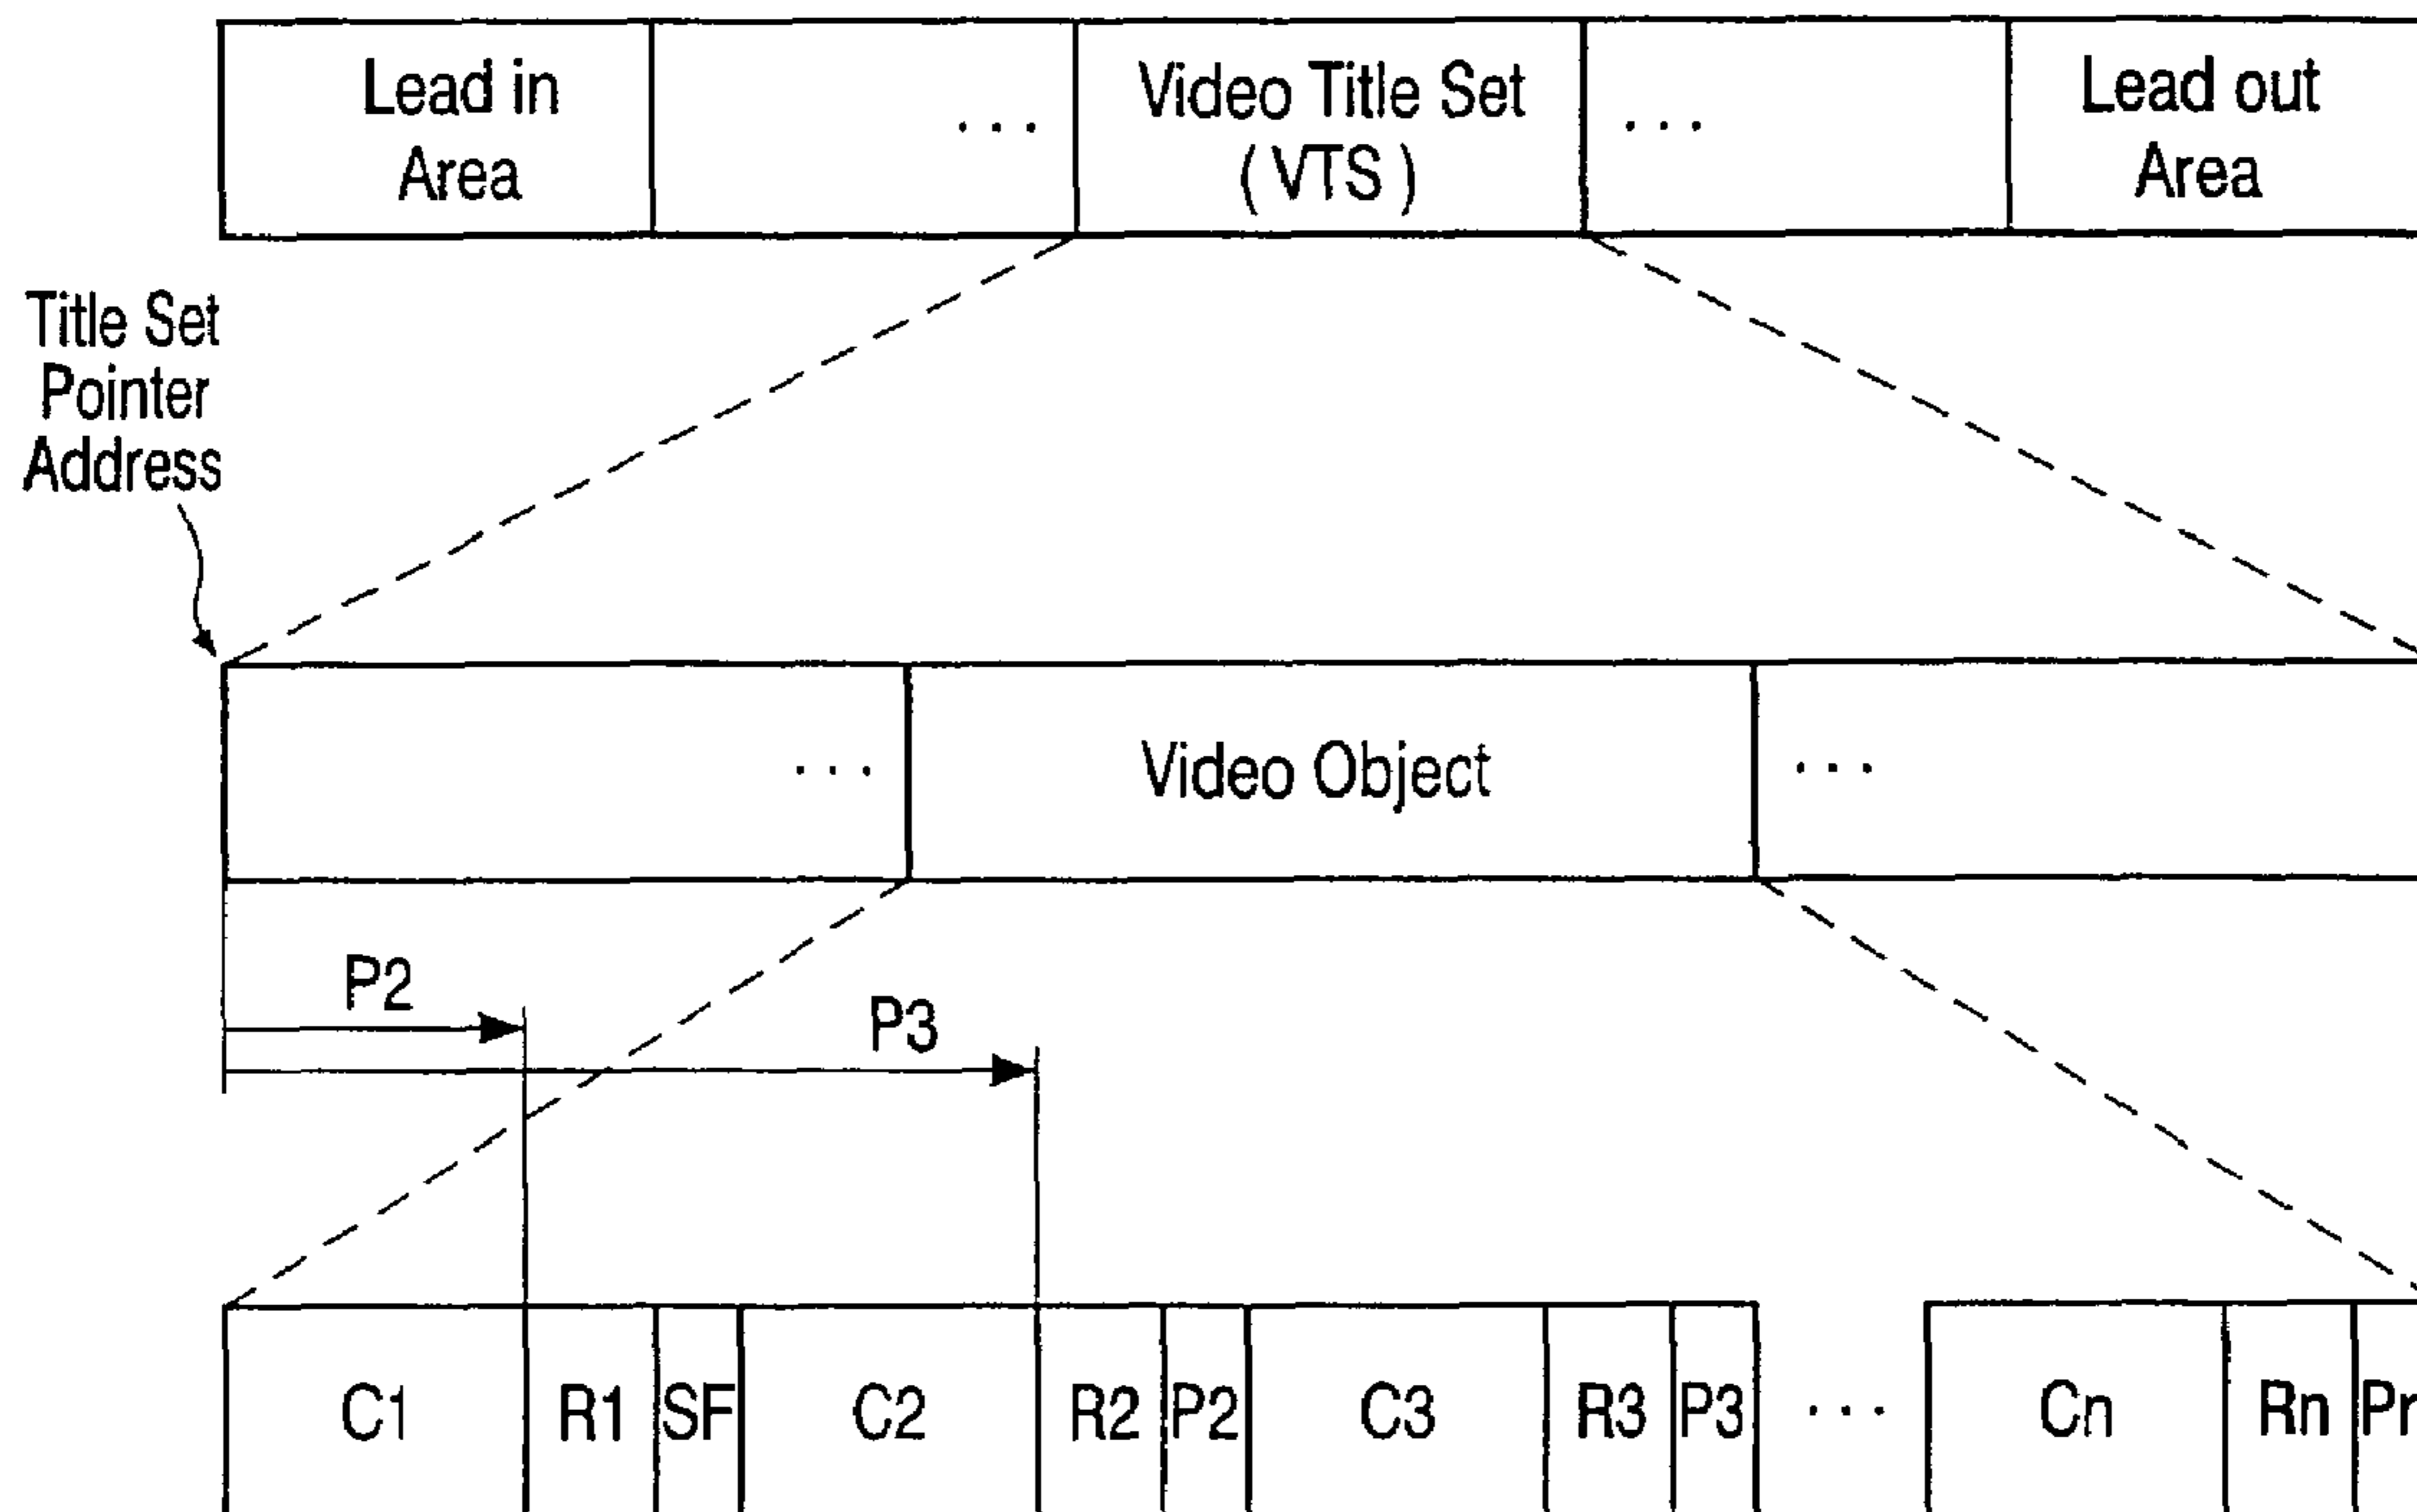 Lead in
Area
...
Video Title Set
( VTS )
...
Lead out
Area
Title Set
Pointer
Address
...
Video Object
...
P2
P3
C1 R1 SF C2 R2 P2 C3 R3 P3 ... Cn Rn